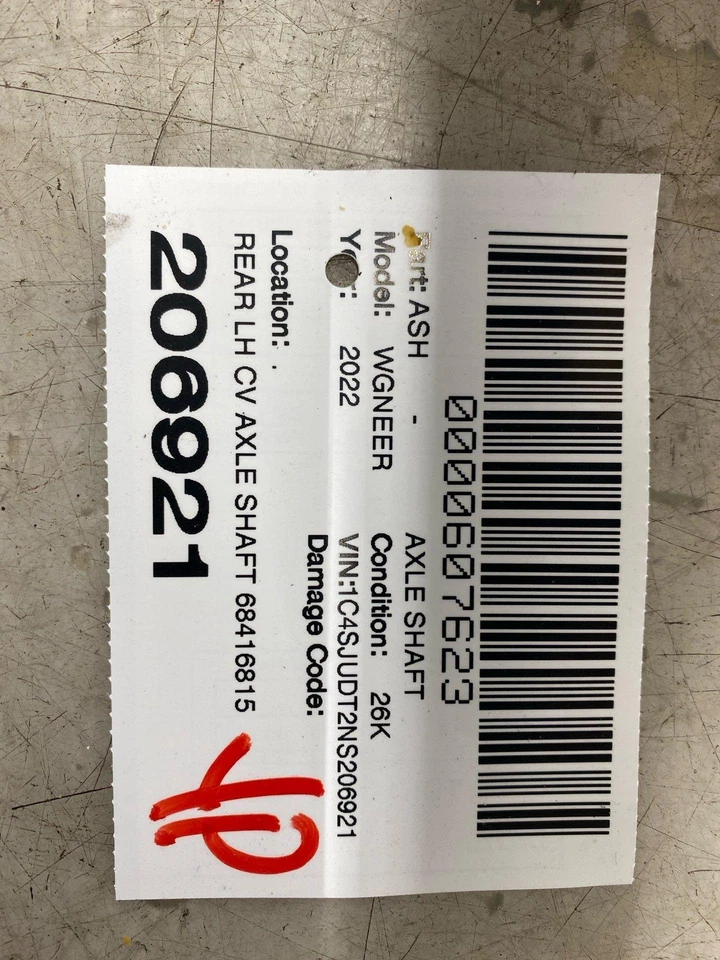 0000607623
Part: ASH - AXLE SHAFT
Model: WGNEER Condition: 26K
Year: 2022 VIN:1C4SJUDT2NS206921
Damage Code:
Location: .
REAR LH CV AXLE SHAFT 68416815
206921